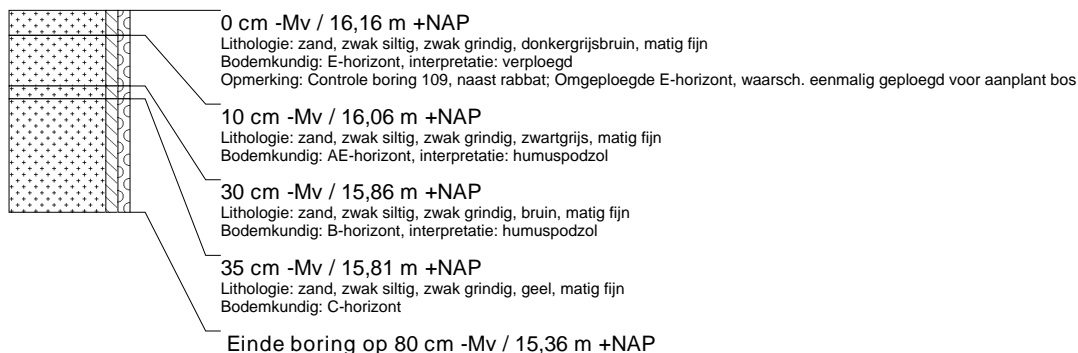 0 cm -Mv / 16,16 m +NAP
Lithologie: zand, zwak siltig, zwak grindig, donkergrijsbruin, matig fijn
Bodemkundig: E-horizont, interpretatie: verploegd
Opmerking: Controle boring 109, naast rabbat; Omgeploegde E-horizont, waarsch. eenmalig geploegd voor aanplant bos
10 cm -Mv / 16,06 m +NAP
Lithologie: zand, zwak siltig, zwak grindig, zwartgrijs, matig fijn
Bodemkundig: AE-horizont, interpretatie: humuspodzol
30 cm -Mv / 15,86 m +NAP
Lithologie: zand, zwak siltig, zwak grindig, bruin, matig fijn
Bodemkundig: B-horizont, interpretatie: humuspodzol
35 cm -Mv / 15,81 m +NAP
Lithologie: zand, zwak siltig, zwak grindig, geel, matig fijn
Bodemkundig: C-horizont
Einde boring op 80 cm -Mv / 15,36 m +NAP